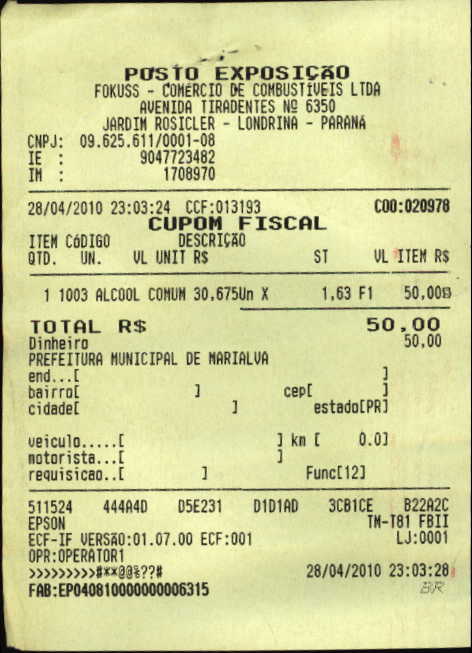 POSTO EXPOSIÇÃO
FOKUSS - COMERCIO DE COMBUSTIVEIS LTDA
AVENIDA TIRADENTES Nº 6350
JARDIM ROSICLER - LONDRINA - PARANÁ
CNPJ: 09.625.611/0001-08
IE : 9047723482
IM : 1708970
28/04/2010 23:03:24 CCF:013193 COO:020978
CUPOM FISCAL
ITEM CÓDIGO DESCRIÇÃO
QTD. UN. VL UNIT R$ ST VL ITEM R$
1 1003 ALCOOL COMUM 30,675Un X 1,63 F1 50,00
TOTAL R$ 50,00
Dinheiro 50,00
PREFEITURA MUNICIPAL DE MARIALVA
end...[ ]
bairro[ ] cep[ ]
cidade[ ] estado[PR]
veiculo.....[ ] km [ 0.0]
motorista...[ ]
requisicao..[ ] Func[12]
511524 444A4D D5E231 D1D1AD 3CB1CE B22A2C
EPSON TM-T81 FBII
ECF-IF VERSÃO:01.07.00 ECF:001 LJ:0001
OPR:OPERATOR1
>>>>>>>>>#**@@%??# 28/04/2010 23:03:28
FAB:EP040810000000006315 BR